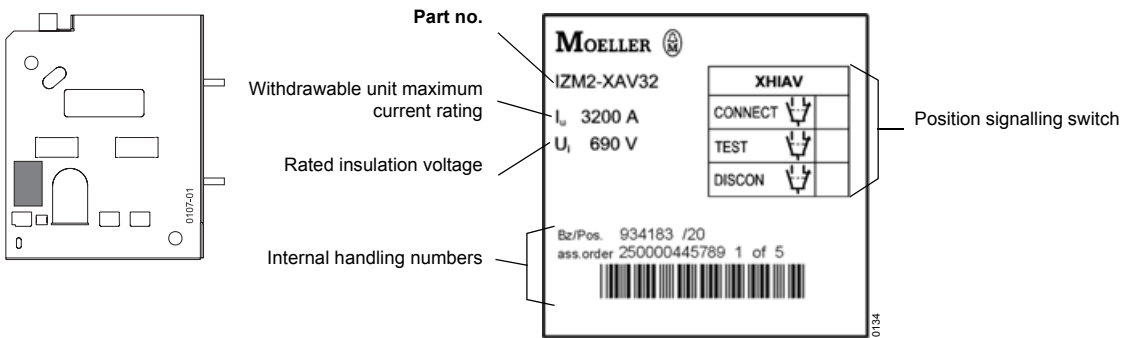 Part no.
Withdrawable unit maximum
current rating
Rated insulation voltage
Internal handling numbers
0107-01
MOELLER M
IZM2-XAV32
Iu 3200 A
Ui 690 V
XHIAV
CONNECT
TEST
DISCON
Bz/Pos. 934183 /20
ass.order 250000445789 1 of 5
0134
Position signalling switch